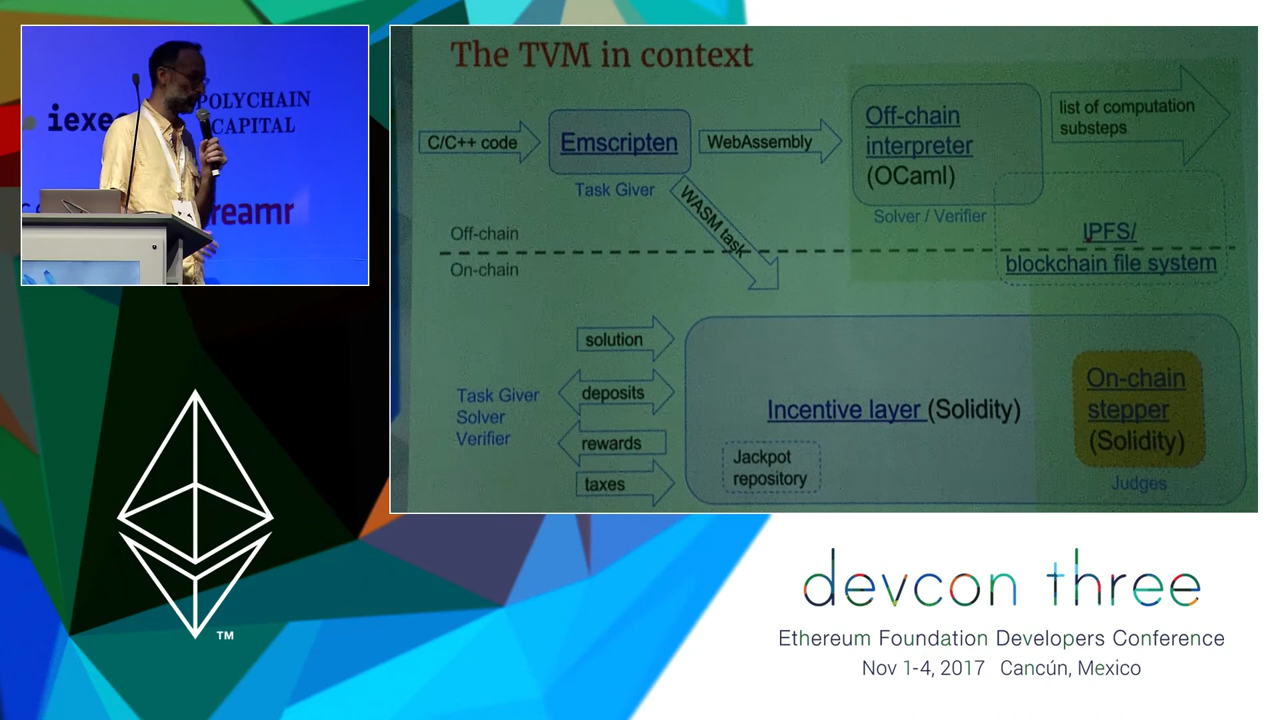 iexec
POLYCHAIN
CAPITAL
reamr
The TVM in context
C/C++ code
Emscripten
WebAssembly
Off-chain
interpreter
(OCaml)
list of computation
substeps
Task Giver
WASM task
Solver / Verifier
Off-chain
On-chain
IPFS/
blockchain file system
solution
deposits
rewards
taxes
Task Giver
Solver
Verifier
Incentive layer (Solidity)
Jackpot
repository
On-chain
stepper
(Solidity)
Judges
TM
devcon three
Ethereum Foundation Developers Conference
Nov 1-4, 2017 Cancún, Mexico